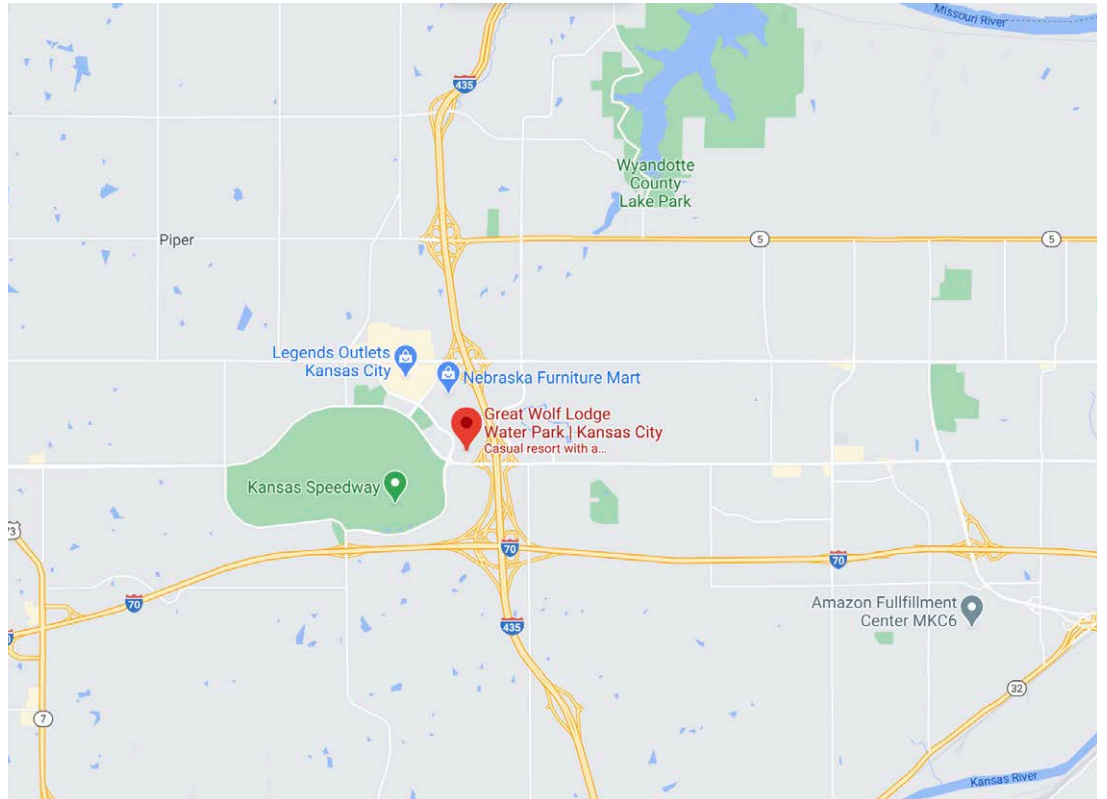 Missouri River
435
Wyandotte
County
Lake Park
Piper
5
5
Legends Outlets
Kansas City
Nebraska Furniture Mart
Great Wolf Lodge
Water Park | Kansas City
Casual resort with a...
Kansas Speedway
73
70
70
70
Amazon Fullfillment
Center MKC6
435
32
7
Kansas River